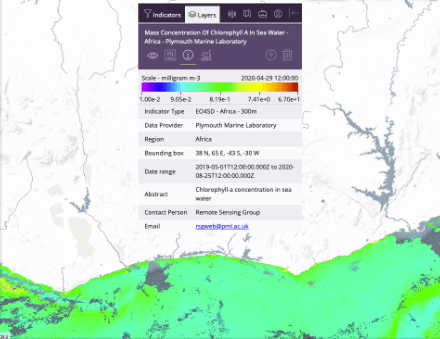 Indicators Layers
Mass Concentration Of Chlorophyll A In Sea Water -
Africa - Plymouth Marine Laboratory
Scale - milligram m-3 2020-04-29 12:00:00
1.00e-2 9.05e-2 8.19e-1 7.41e+0 6.70e+1
Indicator Type EO4SD - Africa - 300m
Data Provider Plymouth Marine Laboratory
Region Africa
Bounding box 38 N, 65 E, -43 S, -30 W
Date range 2019-05-01T12:00:00.000Z to 2020-
08-25T12:00:00.000Z
Abstract Chlorophyll-a concentration in sea
water
Contact Person Remote Sensing Group
Email rsgweb@pml.ac.uk